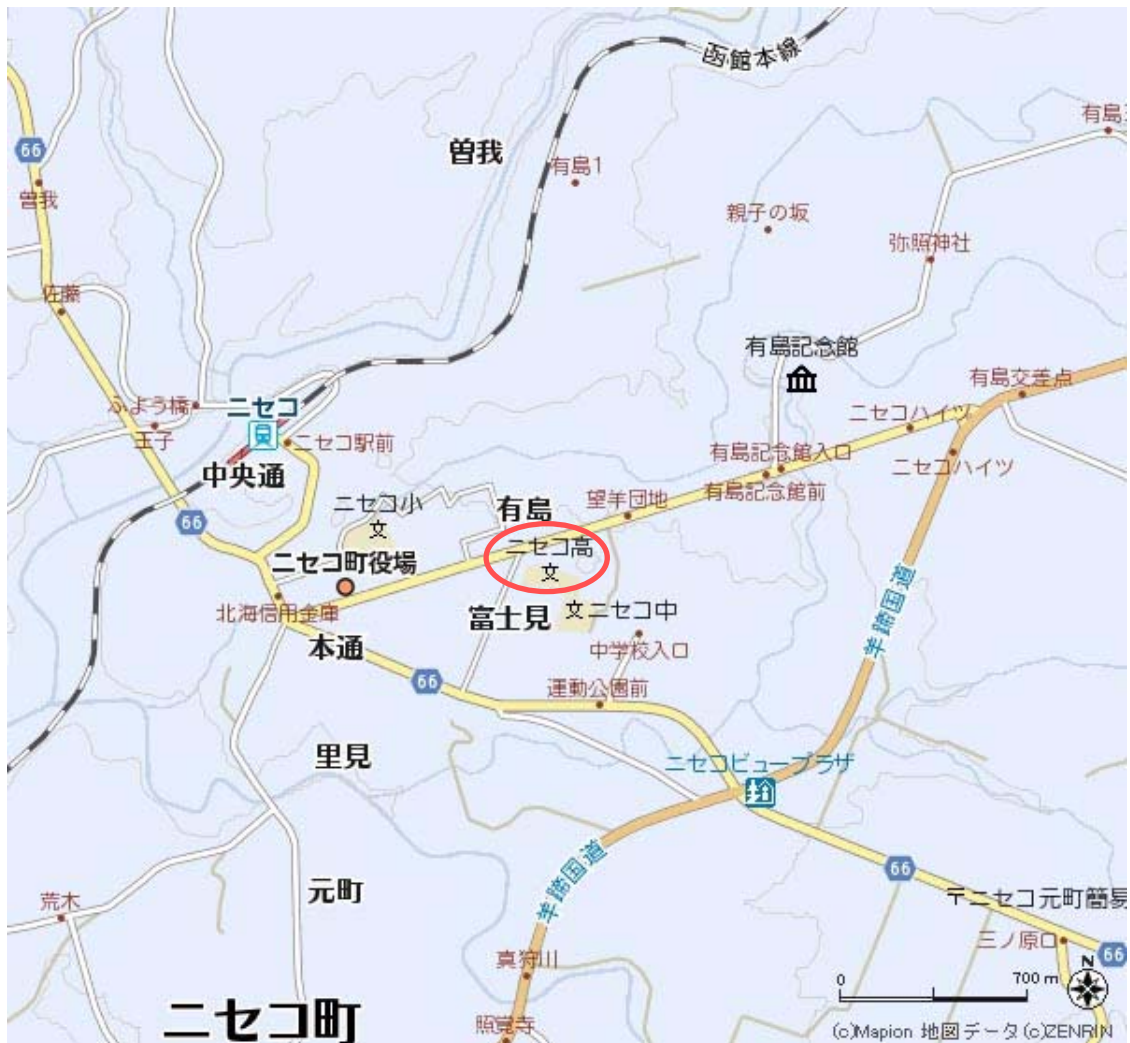 函館本線
有島
66
曽我
有島1
曽我
親子の坂
弥照神社
佐藤
有島記念館
有島交差点
ふよう橋
ニセコ
ニセコハイツ
王子
ニセコ駅前
有島記念館入口
ニセコハイツ
中央通
有島記念館前
ニセコ小
有島
望羊団地
66
文
ニセコ高
ニセコ町役場
文
北海信用金庫
富士見
文 ニセコ中
羊蹄国道
本通
中学校入口
66
運動公園前
里見
ニセコビュープラザ
羊蹄国道
66
元町
〒ニセコ元町簡易
荒木
三ノ原口
66
真狩川
N
0 700 m
ニセコ町
照覚寺
(c)Mapion 地図データ(c)ZENRIN